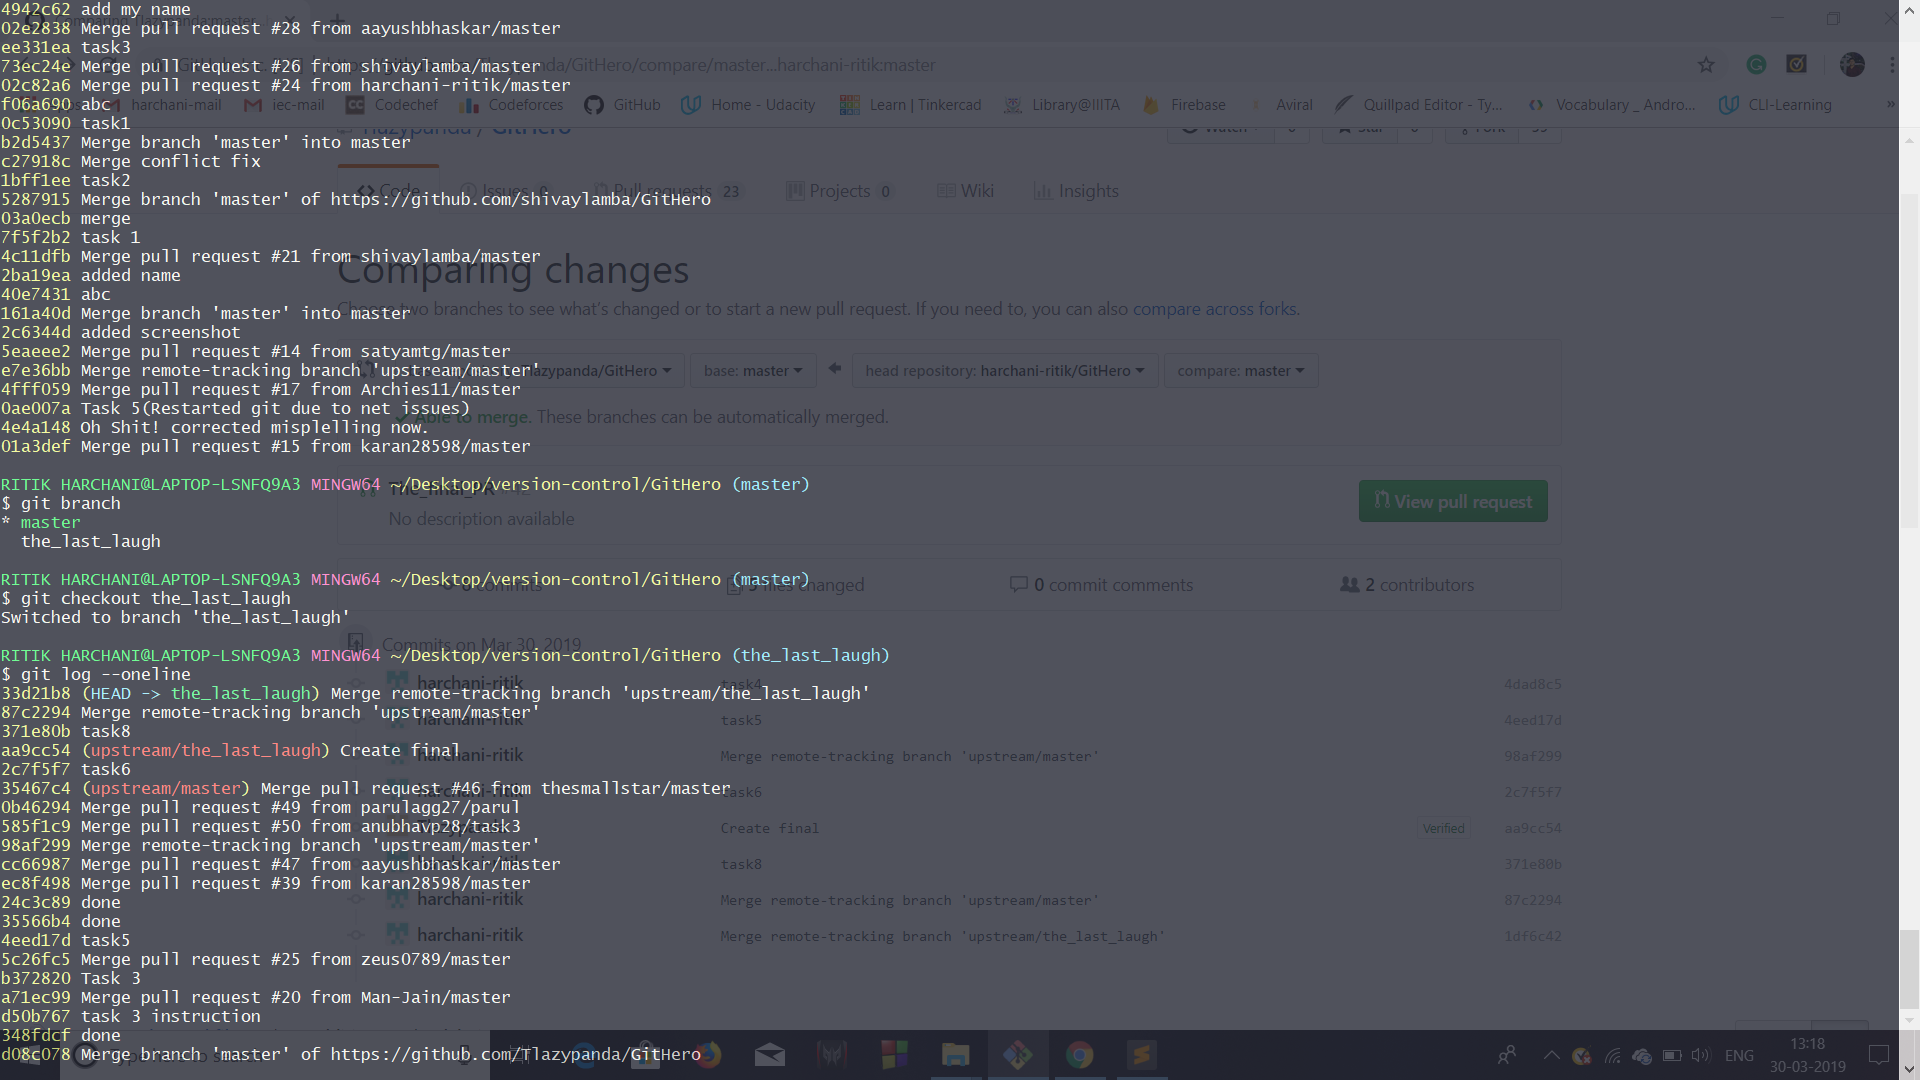 4942c62 add my name
02e2838 Merge pull request #28 from aayushbhaskar/master
ee331ea task3
73ec24e Merge pull request #26 from shivaylamba/master
02c82a6 Merge pull request #24 from harchani-ritik/master
f06a690 abc
0c53090 task1
b2d5437 Merge branch 'master' into master
c27918c Merge conflict fix
1bff1ee task2
5287915 Merge branch 'master' of https://github.com/shivaylamba/GitHero
03a0ecb merge
7f5f2b2 task 1
4c11dfb Merge pull request #21 from shivaylamba/master
2ba19ea added name
40e7431 abc
161a40d Merge branch 'master' into master
2c6344d added screenshot
5eaeee2 Merge pull request #14 from satyamtg/master
e7e36bb Merge remote-tracking branch 'upstream/master'
4fff059 Merge pull request #17 from Archies11/master
0ae007a Task 5(Restarted git due to net issues)
4e4a148 Oh Shit! corrected misplelling now.
01a3def Merge pull request #15 from karan28598/master
RITIK HARCHANI@LAPTOP-LSNFQ9A3 MINGW64 ~/Desktop/version-control/GitHero (master)
$ git branch
* master
the_last_laugh
RITIK HARCHANI@LAPTOP-LSNFQ9A3 MINGW64 ~/Desktop/version-control/GitHero (master)
$ git checkout the_last_laugh
Switched to branch 'the_last_laugh'
RITIK HARCHANI@LAPTOP-LSNFQ9A3 MINGW64 ~/Desktop/version-control/GitHero (the_last_laugh)
$ git log --oneline
33d21b8 (HEAD -> the_last_laugh) Merge remote-tracking branch 'upstream/the_last_laugh'
87c2294 Merge remote-tracking branch 'upstream/master'
371e80b task8
aa9cc54 (upstream/the_last_laugh) Create final
2c7f5f7 task6
35467c4 (upstream/master) Merge pull request #46 from thesmallstar/master
0b46294 Merge pull request #49 from parulagg27/parul
585f1c9 Merge pull request #50 from anubhavp28/task3
98af299 Merge remote-tracking branch 'upstream/master'
cc66987 Merge pull request #47 from aayushbhaskar/master
ec8f498 Merge pull request #39 from karan28598/master
24c3c89 done
35566b4 done
4eed17d task5
5c26fc5 Merge pull request #25 from zeus0789/master
b372820 Task 3
a71ec99 Merge pull request #20 from Man-Jain/master
d50b767 task 3 instruction
348fdcf done
d08c078 Merge branch 'master' of https://github.com/Tlazypanda/GitHero
/GitHero/compare/master...harchani-ritik:master
harchani-mail iec-mail Codechef Codeforces GitHub Home - Udacity Learn | Tinkercad Library@IIITA Firebase Aviral Quillpad Editor - Ty... Vocabulary _ Andro... CLI-Learning »
Tlazypanda / GitHero
Code Issues 0 Pull requests 23 Projects 0 Wiki Insights
Comparing changes
Choose two branches to see what's changed or to start a new pull request. If you need to, you can also compare across forks.
/GitHero base: master head repository: harchani-ritik/GitHero compare: master
Able to merge. These branches can be automatically merged.
No description available
View pull request
commits files changed 0 commit comments 2 contributors
Commits on Mar 30, 2019
harchani-ritik task4 4dad8c5
harchani-ritik task5 4eed17d
harchani-ritik Merge remote-tracking branch 'upstream/master' 98af299
task6 2c7f5f7
Create final Verified aa9cc54
task8 371e80b
harchani-ritik Merge remote-tracking branch 'upstream/master' 87c2294
harchani-ritik Merge remote-tracking branch 'upstream/the_last_laugh' 1df6c42
ENG
13:18
30-03-2019